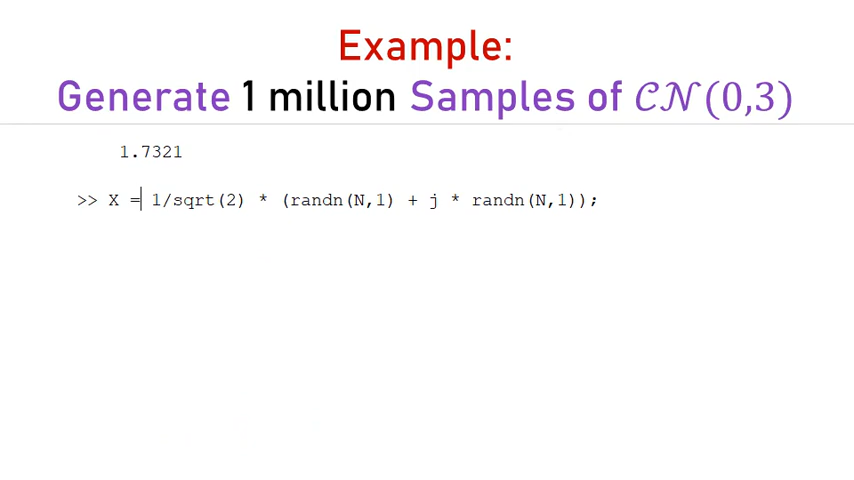 Example:
Generate 1 million Samples of 𝒞𝒩(0,3)
1.7321
>> X = 1/sqrt(2) * (randn(N,1) + j * randn(N,1));